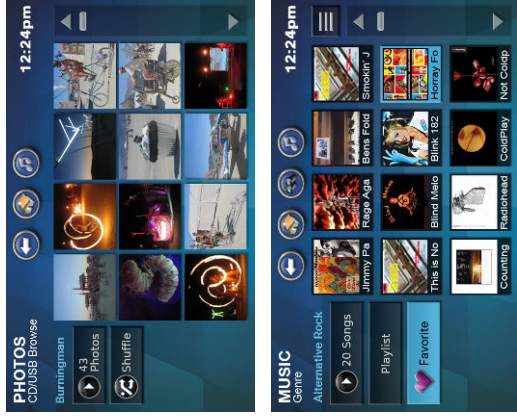 PHOTOS
CD/USB Browse
12:24pm
Burningman
43
Photos
Shuffle
MUSIC
Genre
12:24pm
Alternative Rock
20 Songs
Playlist
Favorite
Jimmy Pa
Rage Aga
Bens Fold
Smokin' J
This is No
Blind Melo
Blink 182
Horray Fo
Counting
Radiohead
ColdPlay
Not Coldp